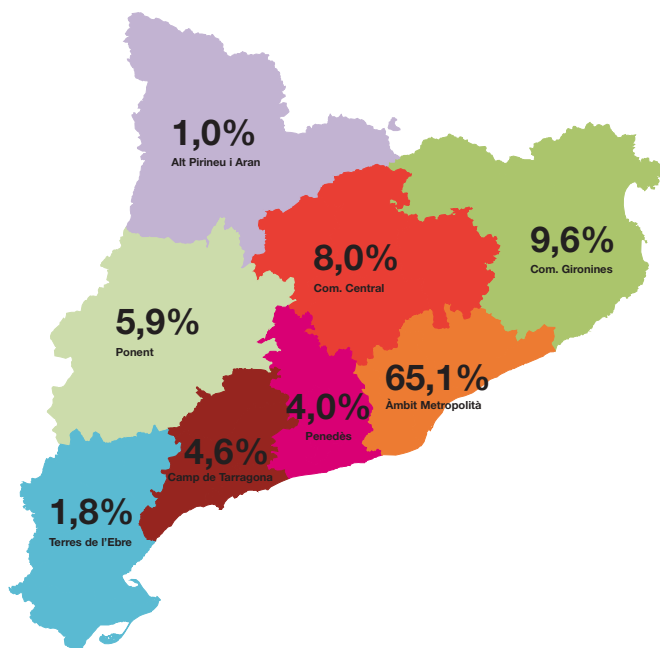 1,0%
Alt Pirineu i Aran
9,6%
Com. Gironines
8,0%
Com. Central
5,9%
Ponent
65,1%
Àmbit Metropolità
4,0%
Penedès
4,6%
Camp de Tarragona
1,8%
Terres de l'Ebre